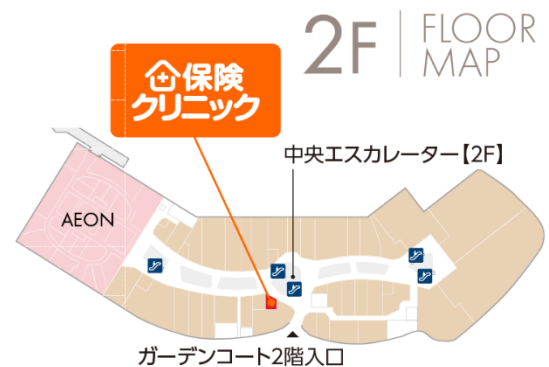 2F
FLOOR
MAP
保険
クリニック
中央エスカレーター【2F】
AEON
ガーデンコート2階入口